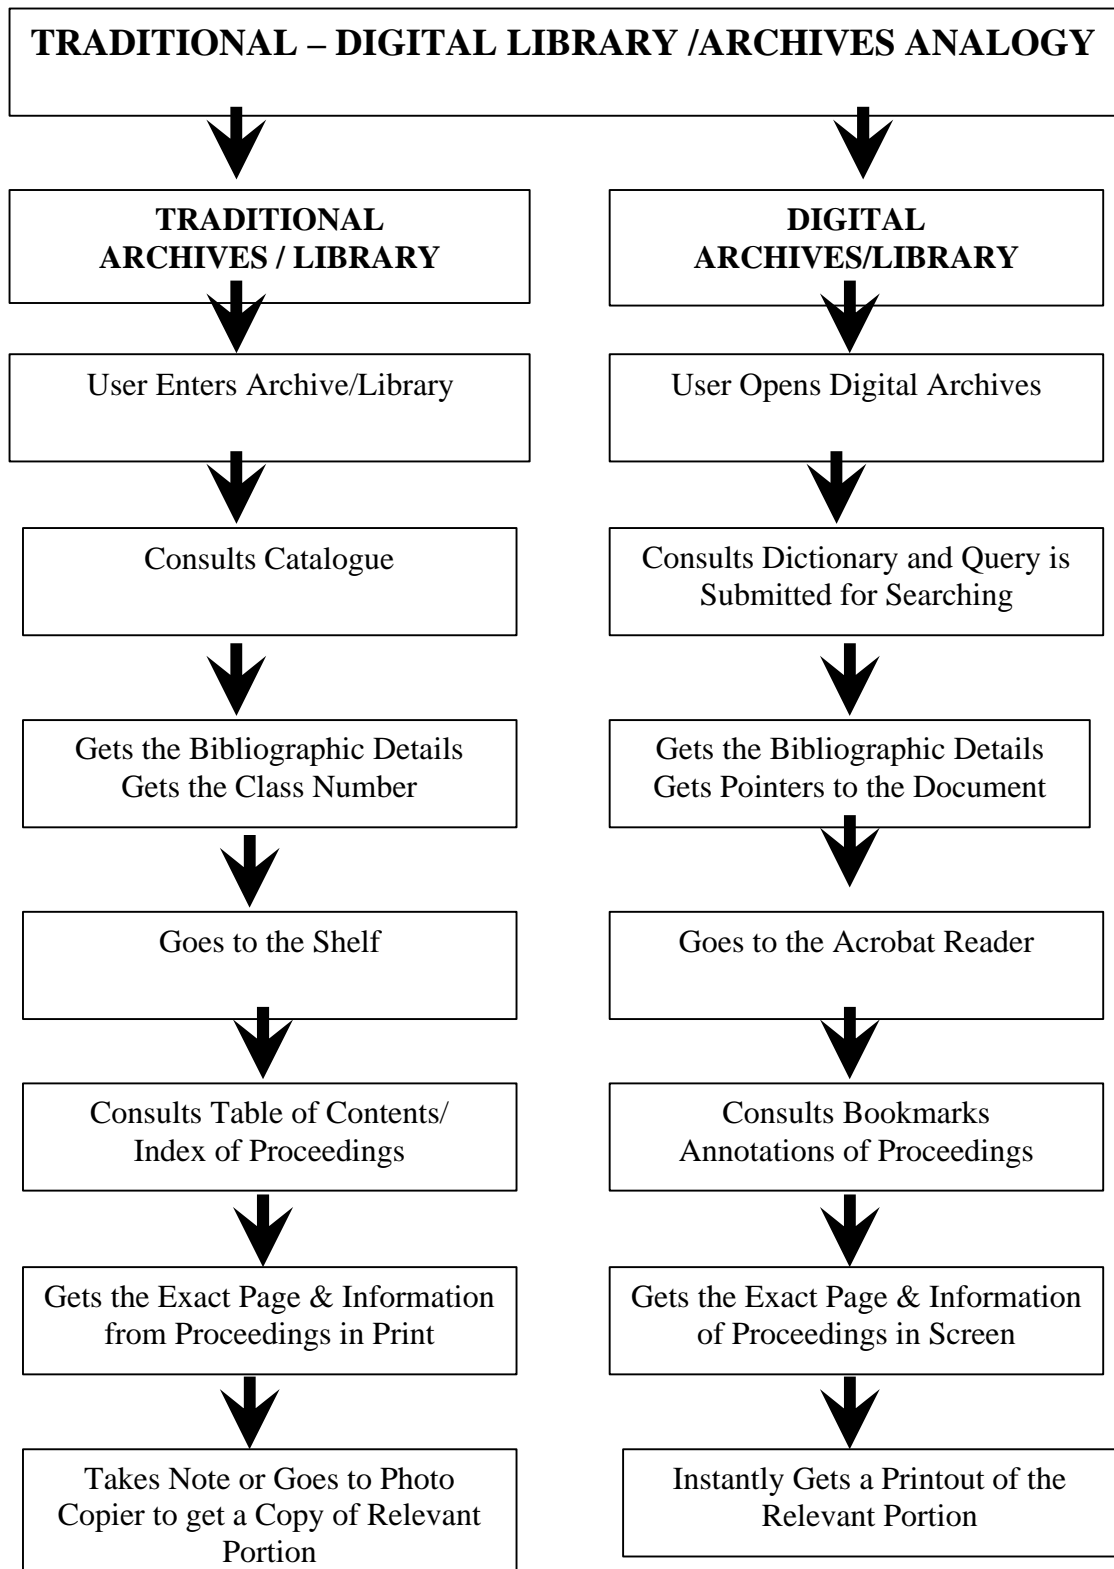 TRADITIONAL – DIGITAL LIBRARY /ARCHIVES ANALOGY
TRADITIONAL
ARCHIVES / LIBRARY
DIGITAL
ARCHIVES/LIBRARY
User Enters Archive/Library
User Opens Digital Archives
Consults Catalogue
Consults Dictionary and Query is
Submitted for Searching
Gets the Bibliographic Details
Gets the Class Number
Gets the Bibliographic Details
Gets Pointers to the Document
Goes to the Shelf
Goes to the Acrobat Reader
Consults Table of Contents/
Index of Proceedings
Consults Bookmarks
Annotations of Proceedings
Gets the Exact Page & Information
from Proceedings in Print
Gets the Exact Page & Information
of Proceedings in Screen
Takes Note or Goes to Photo
Copier to get a Copy of Relevant
Portion
Instantly Gets a Printout of the
Relevant Portion